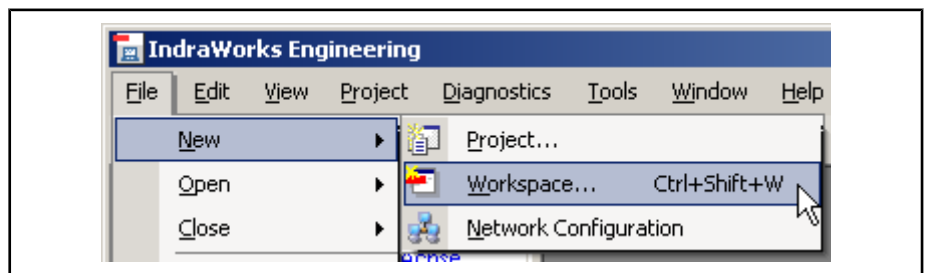 IndraWorks Engineering
File Edit View Project Diagnostics Tools Window Help
New Project...
Open Workspace... Ctrl+Shift+W
Close Network Configuration
Achse